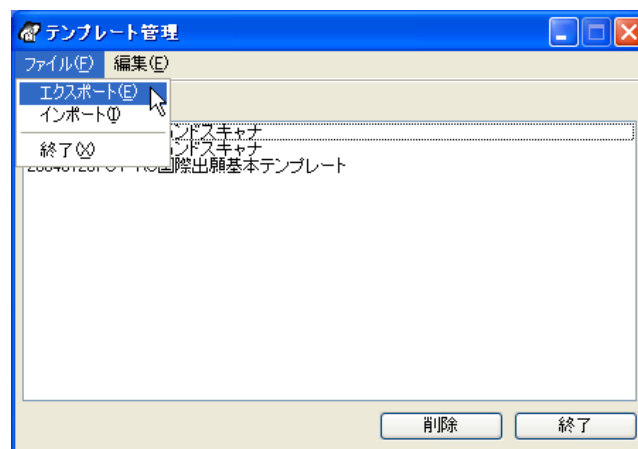 テンプレート管理
ファイル(F) 編集(E)
エクスポート(E)
インポート(I)
終了(X)
ンドスキャナ
ンドスキャナ
国際出願基本テンプレート
削除 終了